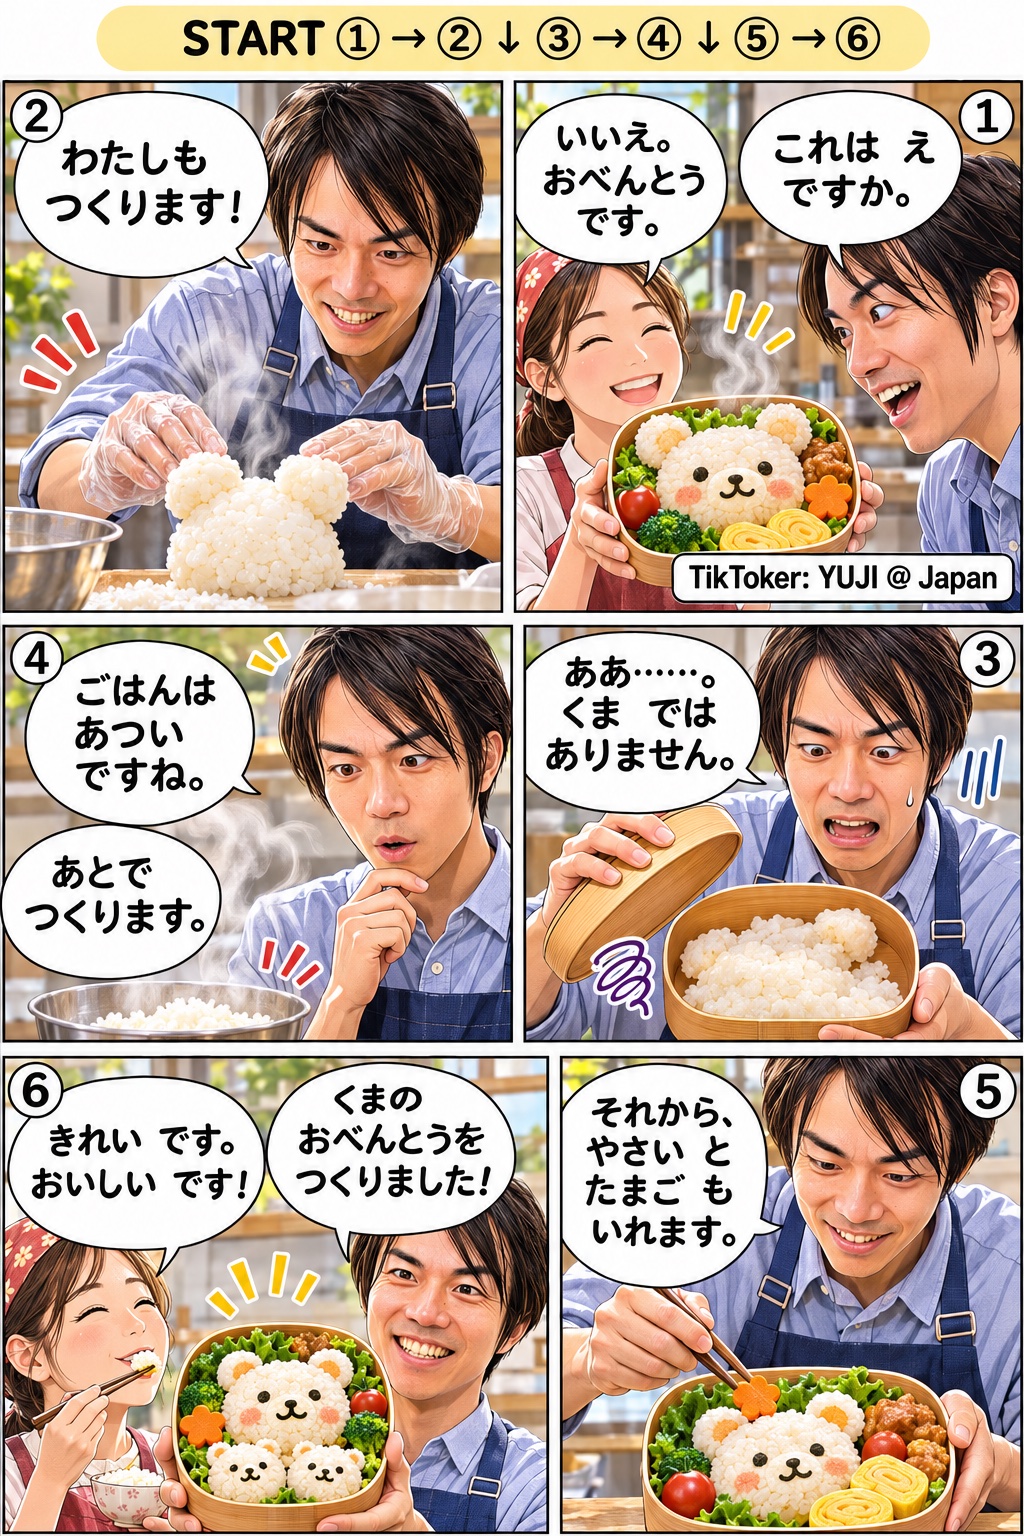 START ① → ② ↓ ③ → ④ ↓ ⑤ → ⑥
1
これは え
ですか。
いいえ。
おべんとう
です。
TikToker: YUJI @ Japan
2
わたしも
つくります!
3
ああ……。
くま では
ありません。
4
ごはんは
あつい
ですね。
あとで
つくります。
5
それから、
やさい と
たまご も
いれます。
6
くまの
おべんとうを
つくりました!
きれい です。
おいしい です!